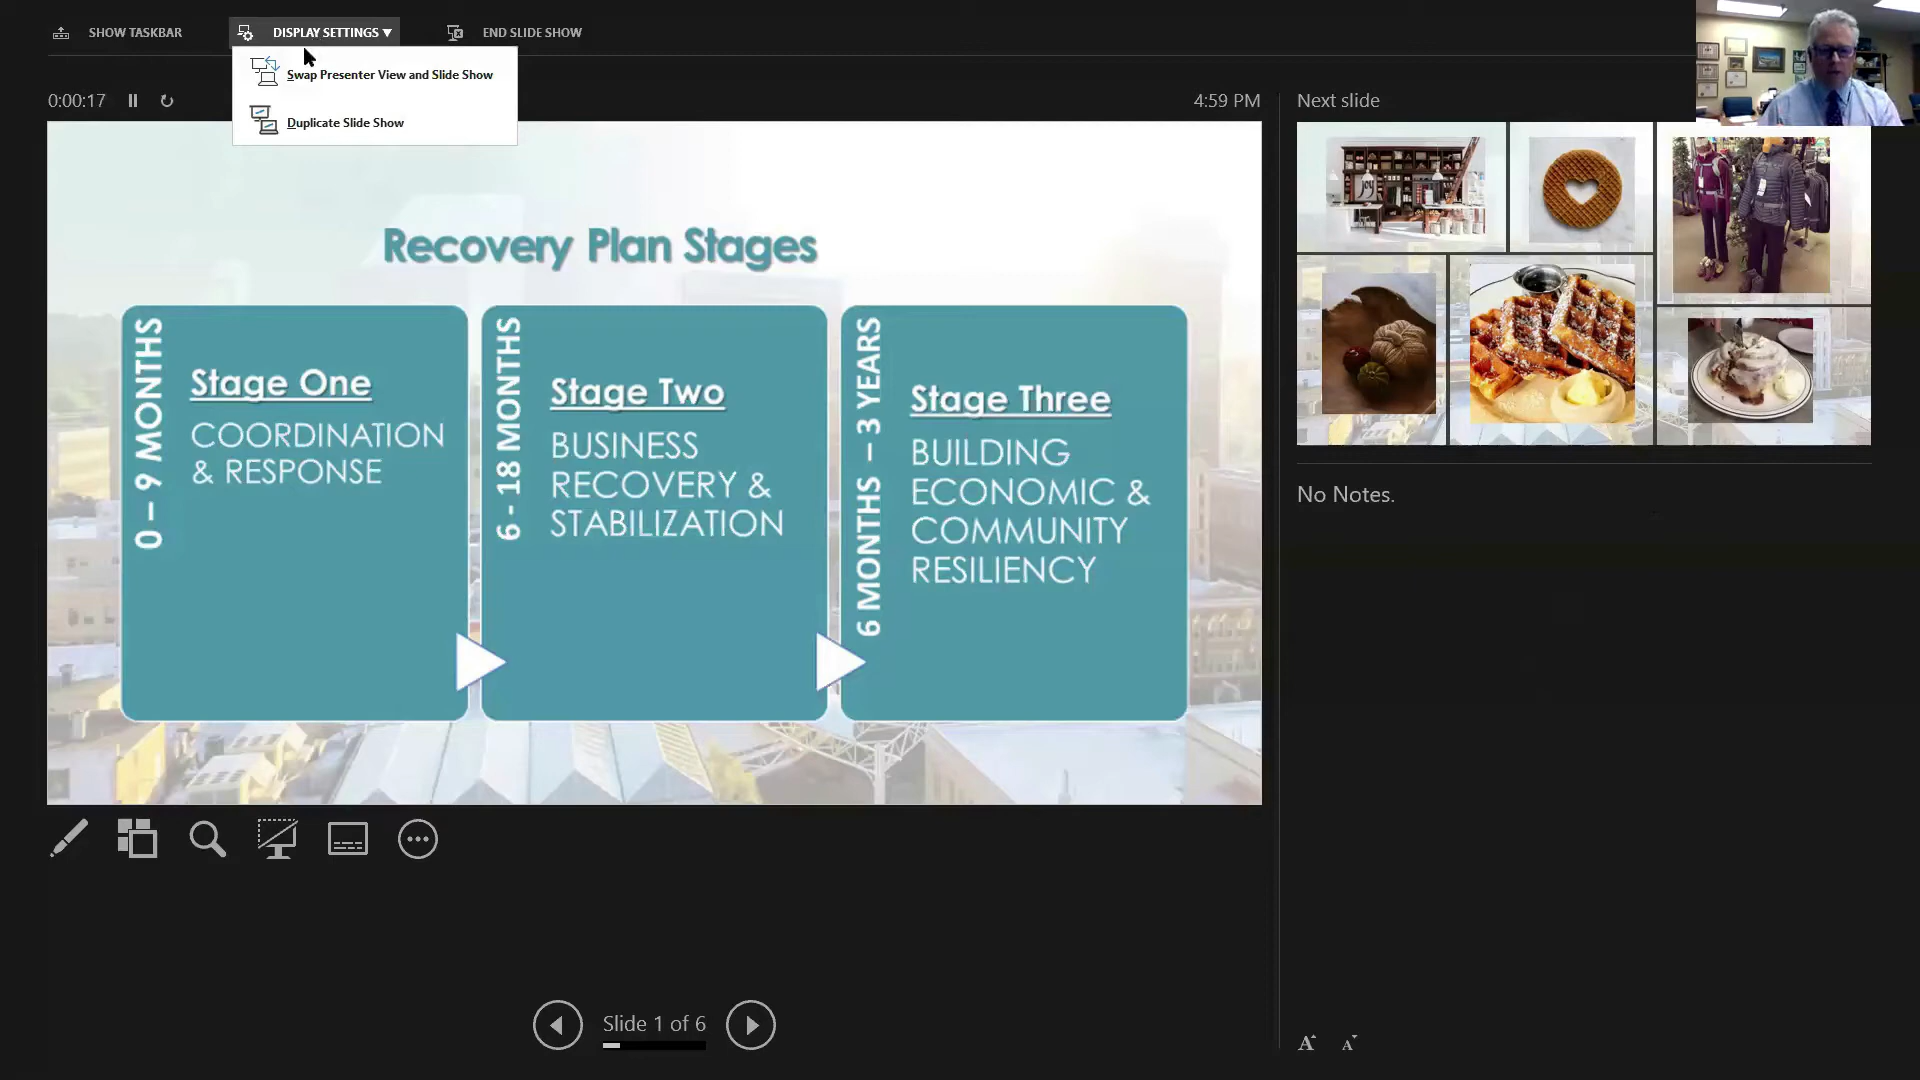 SHOW TASKBAR
DISPLAY SETTINGS ▼
END SLIDE SHOW
Swap Presenter View and Slide Show
Duplicate Slide Show
0:00:17
4:59 PM
Next slide
Recovery Plan Stages
0 – 9 MONTHS
Stage One
COORDINATION
& RESPONSE
6 - 18 MONTHS
Stage Two
BUSINESS
RECOVERY &
STABILIZATION
6 MONTHS – 3 YEARS
Stage Three
BUILDING
ECONOMIC &
COMMUNITY
RESILIENCY
joy
No Notes.
Slide 1 of 6
A
A